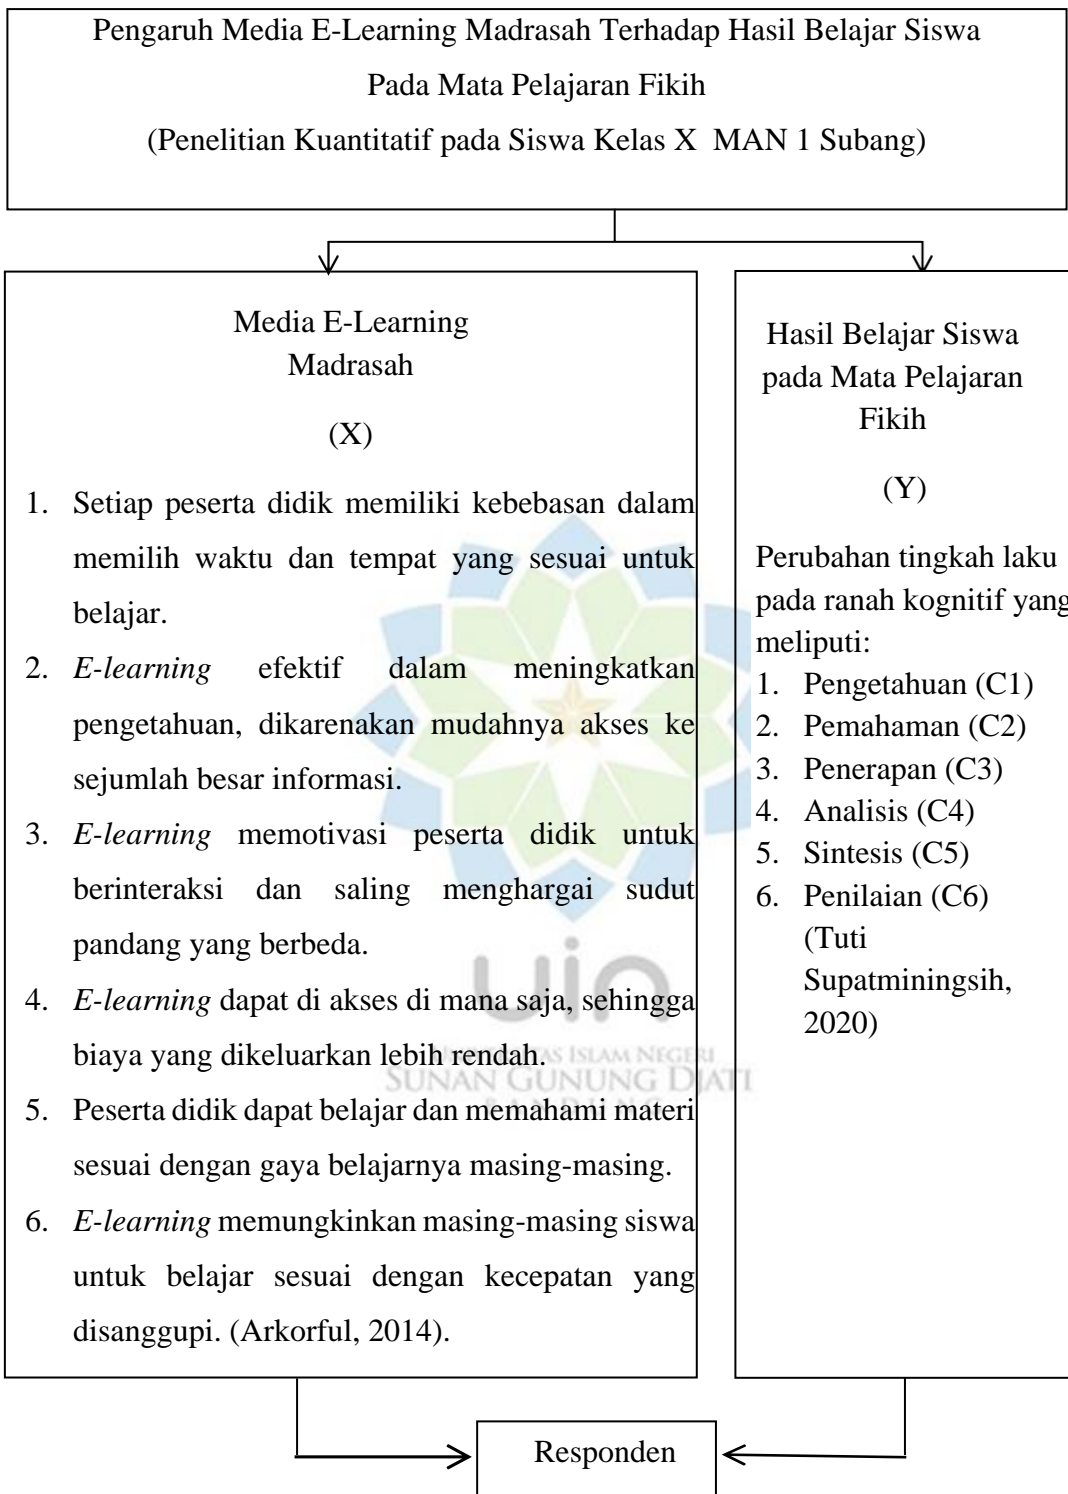 Pengaruh Media E-Learning Madrasah Terhadap Hasil Belajar Siswa
Pada Mata Pelajaran Fikih
(Penelitian Kuantitatif pada Siswa Kelas X MAN 1 Subang)
Media E-Learning
Madrasah
(X)
1. Setiap peserta didik memiliki kebebasan dalam
memilih waktu dan tempat yang sesuai untuk
belajar.
2. E-learning efektif dalam meningkatkan
pengetahuan, dikarenakan mudahnya akses ke
sejumlah besar informasi.
3. E-learning memotivasi peserta didik untuk
berinteraksi dan saling menghargai sudut
pandang yang berbeda.
4. E-learning dapat di akses di mana saja, sehingga
biaya yang dikeluarkan lebih rendah.
5. Peserta didik dapat belajar dan memahami materi
sesuai dengan gaya belajarnya masing-masing.
6. E-learning memungkinkan masing-masing siswa
untuk belajar sesuai dengan kecepatan yang
disanggupi. (Arkorful, 2014).
Hasil Belajar Siswa
pada Mata Pelajaran
Fikih
(Y)
Perubahan tingkah laku
pada ranah kognitif yang
meliputi:
1. Pengetahuan (C1)
2. Pemahaman (C2)
3. Penerapan (C3)
4. Analisis (C4)
5. Sintesis (C5)
6. Penilaian (C6)
(Tuti
Supatminingsih,
2020)
Responden
uin
ISLAM NEGERI
SUNAN GUNUNG DJATI